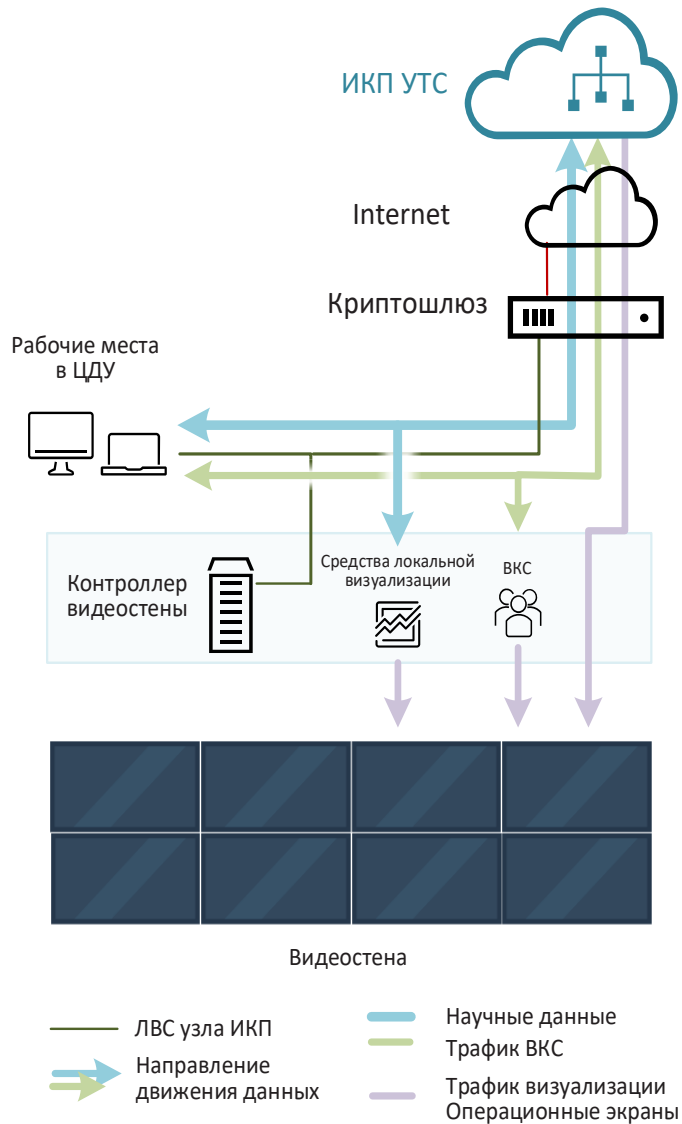 ИКП УТС
Internet
Криптошлюз
Рабочие места
в ЦДУ
Контроллер
видеостены
Средства локальной
визуализации
ВКС
Видеостена
ЛВС узла ИКП
Направление
движения данных
Научные данные
Трафик ВКС
Трафик визуализации
Операционные экраны